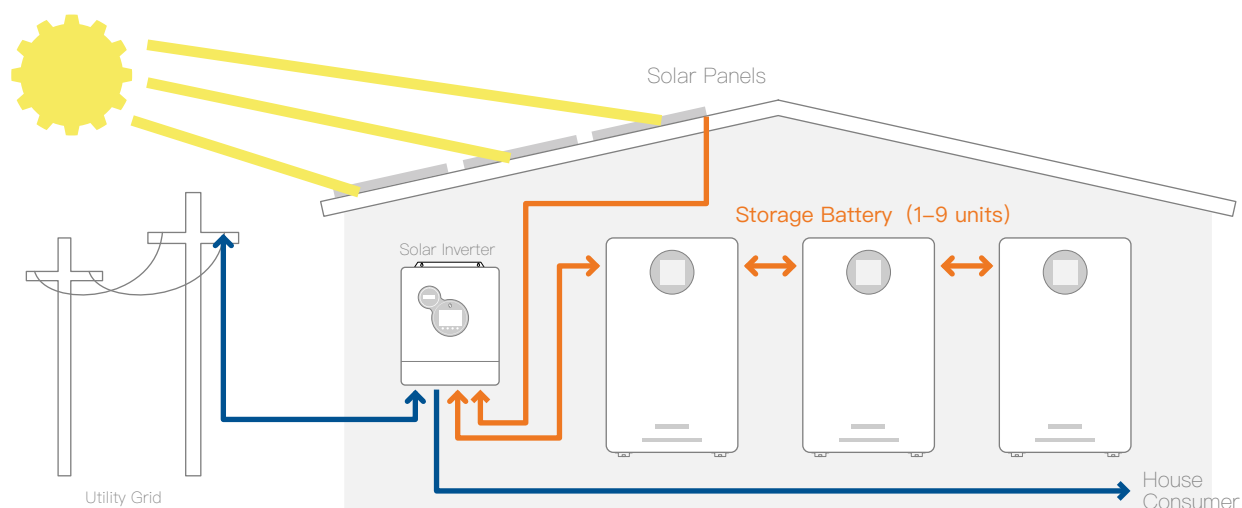 Solar Panels
Storage Battery (1–9 units)
Solar Inverter
Utility Grid
House
Consumer